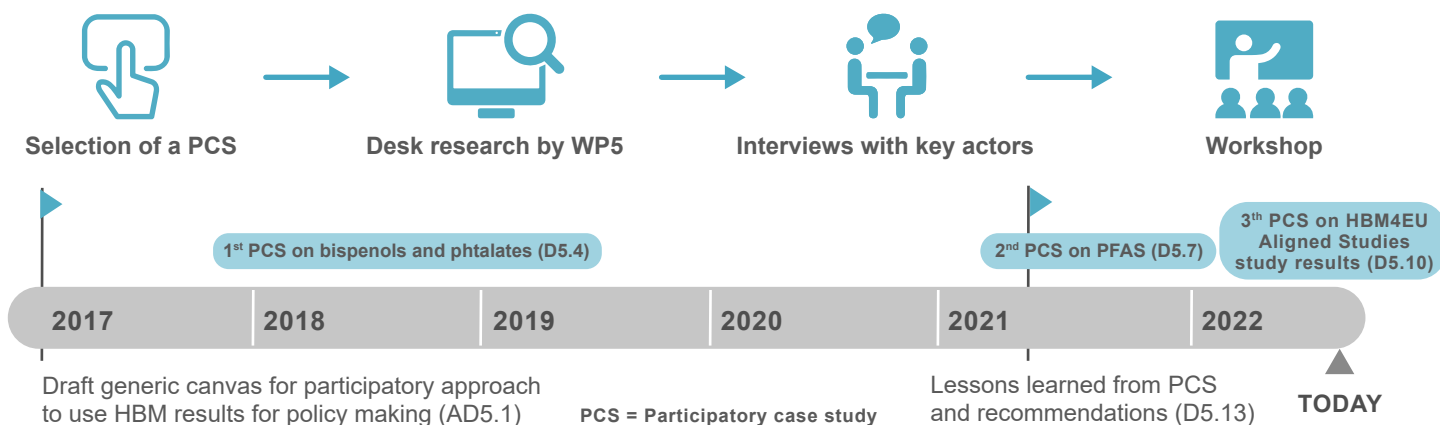 Selection of a PCS
Desk research by WP5
Interviews with key actors
Workshop
1st PCS on bispenols and phtalates (D5.4)
2nd PCS on PFAS (D5.7)
3th PCS on HBM4EU
Aligned Studies
study results (D5.10)
2017
2018
2019
2020
2021
2022
Draft generic canvas for participatory approach
to use HBM results for policy making (AD5.1)
PCS = Participatory case study
Lessons learned from PCS
and recommendations (D5.13)
TODAY